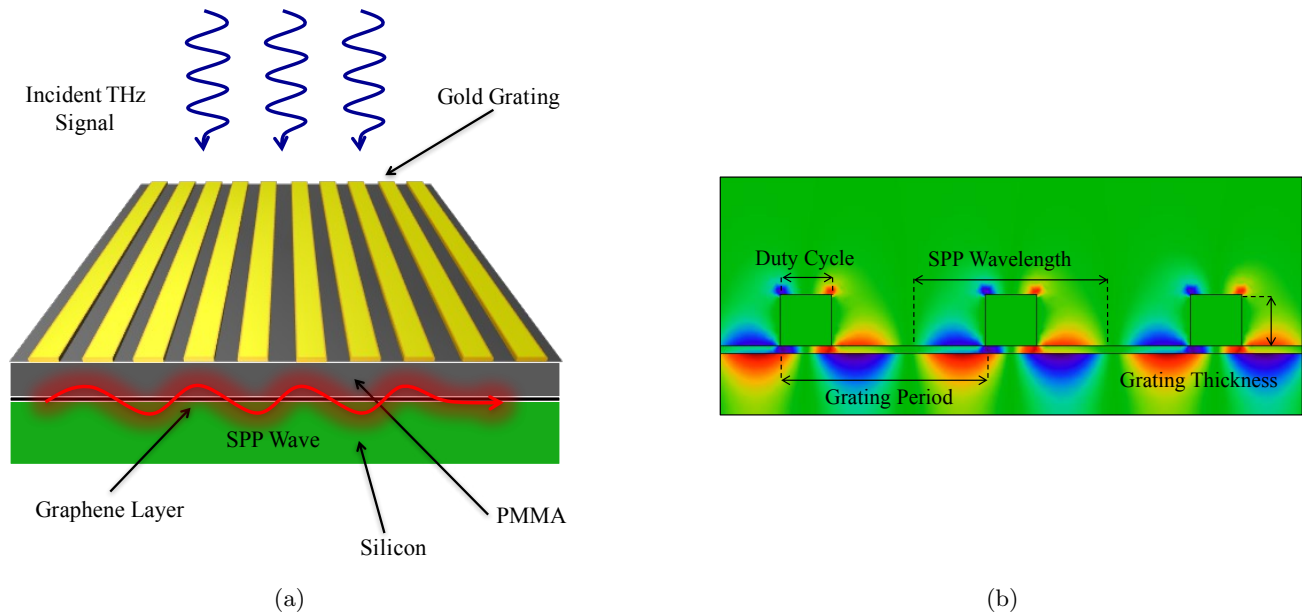 Incident THz
Signal
Gold Grating
SPP Wave
Graphene Layer
PMMA
Silicon
(a)
Duty Cycle
SPP Wavelength
Grating Thickness
Grating Period
(b)